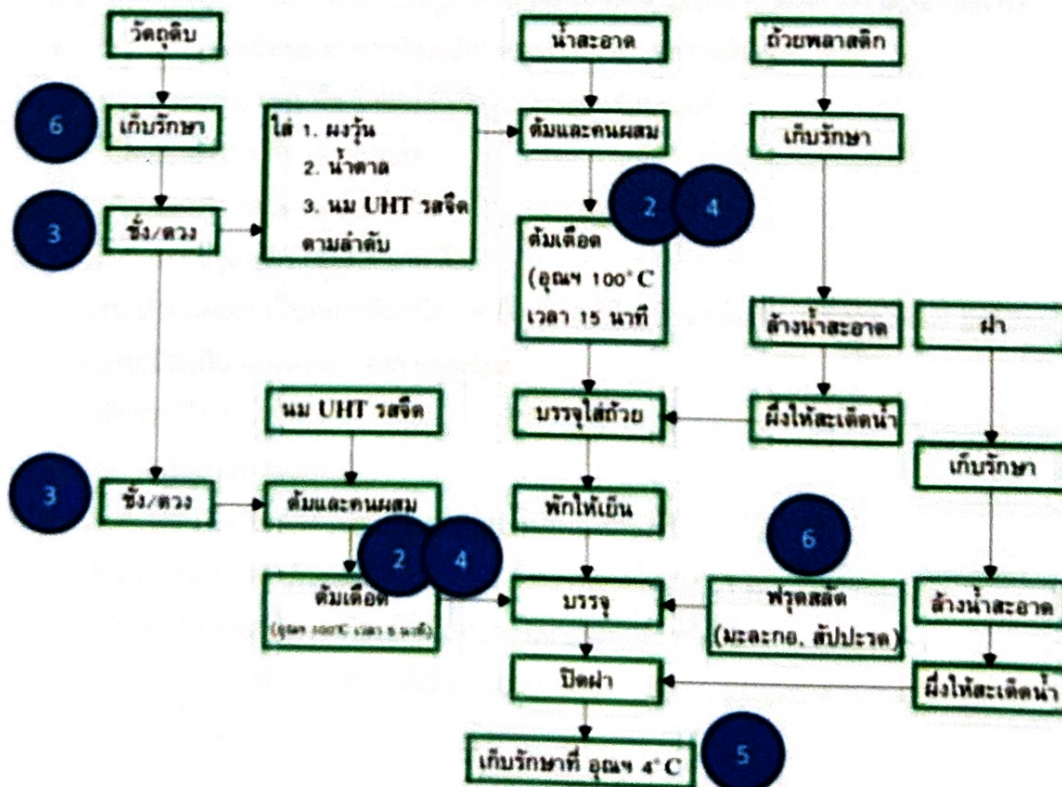 วัตถุดิบ
น้ำสะอาด
ถ้วยพลาสติก
6
เก็บรักษา
ใส่ 1. ผงวุ้น
2. น้ำตาล
3. นม UHT รสจืด
ตามลำดับ
ต้มและคนผสม
เก็บรักษา
3
ชั่ง/ตวง
2
4
ต้มเดือด
(อุณฯ 100°C
เวลา 15 นาที
ล้างน้ำสะอาด
ฝา
นม UHT รสจืด
บรรจุใส่ถ้วย
ผึ่งให้สะเด็ดน้ำ
เก็บรักษา
3
ชั่ง/ตวง
ต้มและคนผสม
พักให้เย็น
6
2
4
ต้มเดือด
(อุณฯ 100°C เวลา 5 นาที)
บรรจุ
ฟรุตสลัด
(มะละกอ, สัปปะรด)
ล้างน้ำสะอาด
ปิดฝา
ผึ่งให้สะเด็ดน้ำ
เก็บรักษาที่ อุณฯ 4°C
5